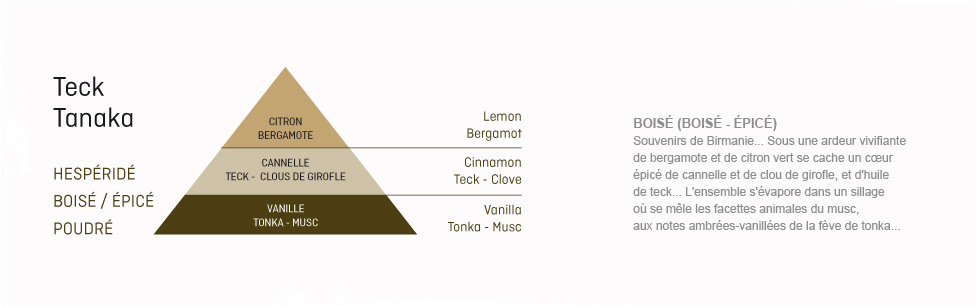 Teck
Tanaka
HESPÉRIDÉ
BOISÉ / ÉPICÉ
POUDRÉ
CITRON
BERGAMOTE
CANNELLE
TECK - CLOUS DE GIROFLE
VANILLE
TONKA - MUSC
Lemon
Bergamot
Cinnamon
Teck - Clove
Vanilla
Tonka - Musc
BOISÉ (BOISÉ - ÉPICÉ)
Souvenirs de Birmanie... Sous une ardeur vivifiante
de bergamote et de citron vert se cache un cœur
épicé de cannelle et de clou de girofle, et d'huile
de teck... L'ensemble s'évapore dans un sillage
où se mêle les facettes animales du musc,
aux notes ambrées-vanillées de la fève de tonka...